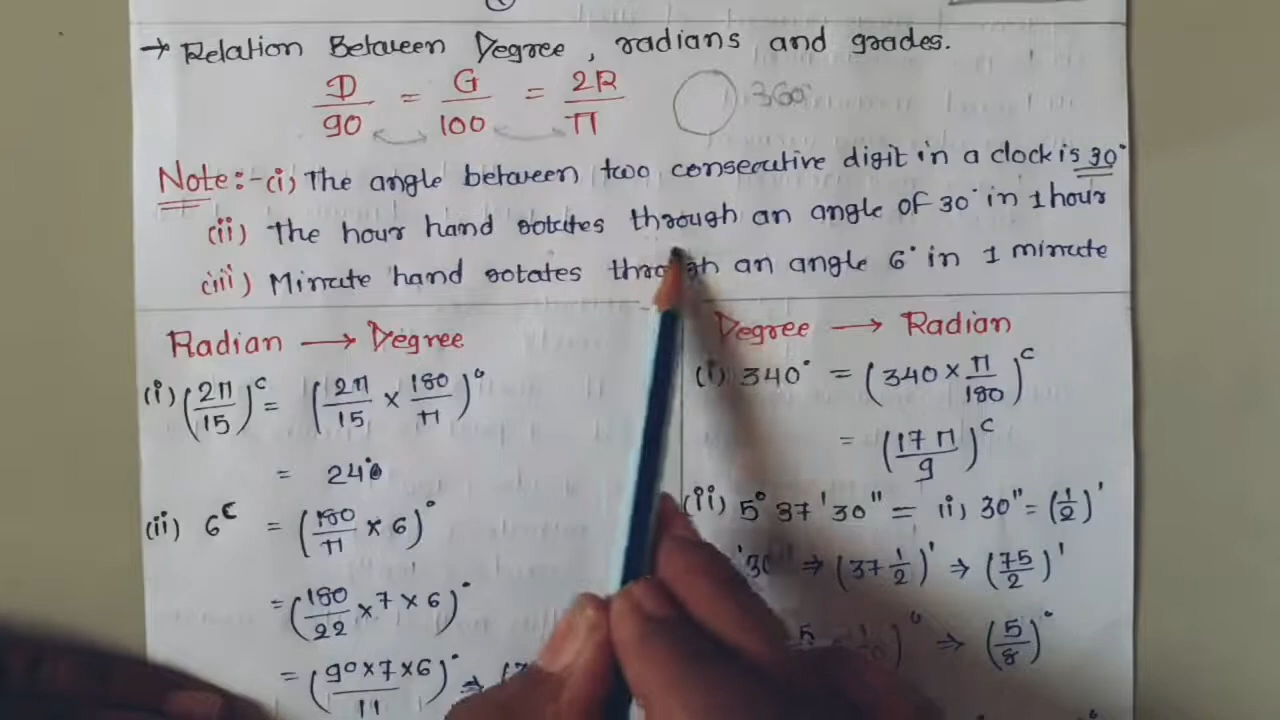 → Relation Between Degree, radians and grades.
D/90 = G/100 = 2R/π
360°
Note:-(i) The angle between two consecutive digit in a clock is 30°
(ii) The hour hand rotates through an angle of 30° in 1 hour
(iii) Minute hand rotates through an angle 6° in 1 minute
Radian → Degree
(i) (2π/15)ᶜ = (2π/15 × 180/π)°
= 24°
(ii) 6ᶜ = (180/π × 6)°
= (180/22 × 7 × 6)°
= (90×7×6/11)° ⇒
Degree → Radian
(i) 340° = (340 × π/180)ᶜ
= (17π/9)ᶜ
(ii) 5° 37' 30" = (i) 30" = (1/2)'
'30" ⇒ (37 1/2)' ⇒ (75/2)'
⇒ (5/8)°